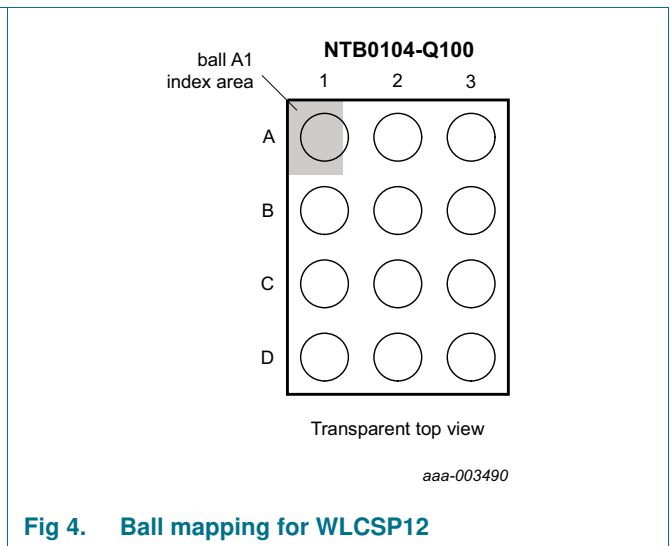 NTB0104-Q100
ball A1
index area
1 2 3
A
B
C
D
Transparent top view
aaa-003490
Fig 4. Ball mapping for WLCSP12